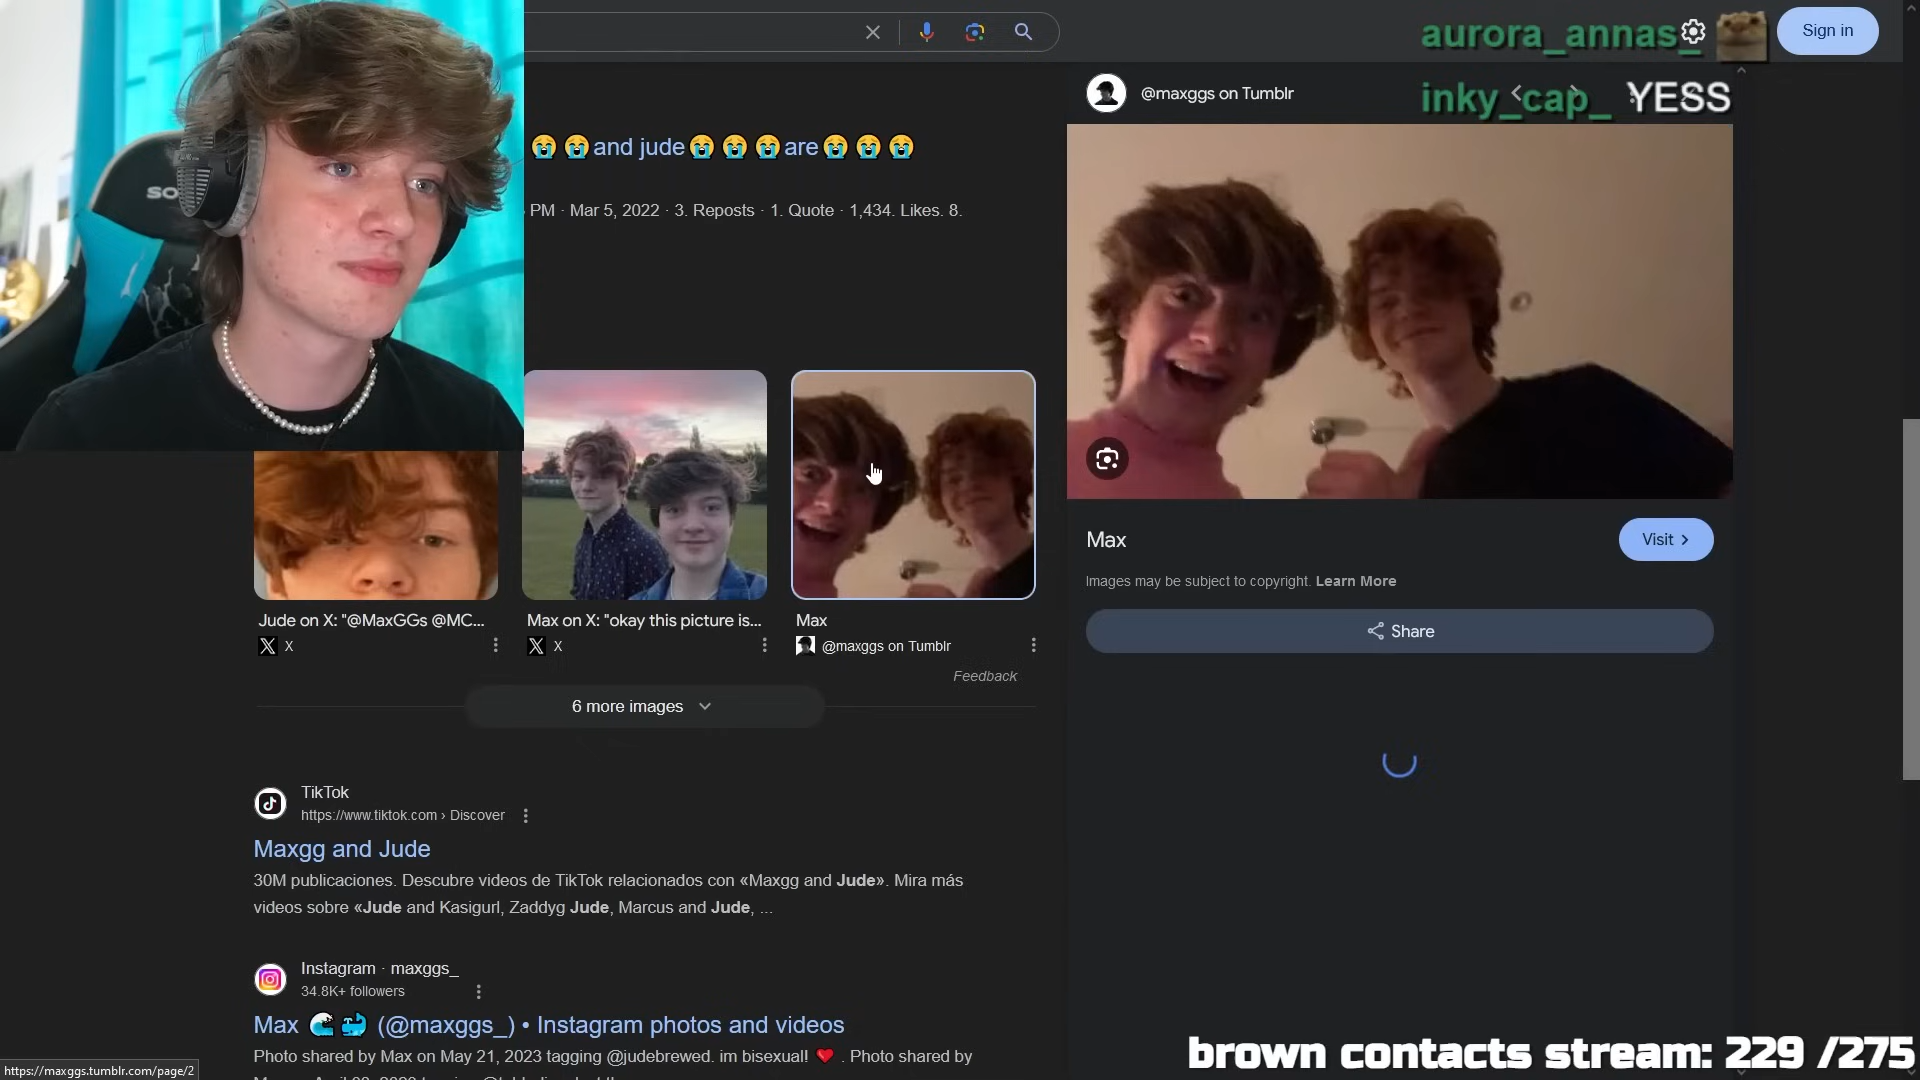 aurora_annas_
Sign in
inky_cap_ YESS
@maxggs on Tumblr
SO
😭😭and jude😭😭😭are😭😭😭
PM · Mar 5, 2022 · 3. Reposts · 1. Quote · 1,434. Likes. 8.
Max
Visit
Images may be subject to copyright. Learn More
Share
Jude on X: "@MaxGGs @MC...
X
Max on X: "okay this picture is...
X
Max
@maxggs on Tumblr
Feedback
6 more images
TikTok
https://www.tiktok.com › Discover
Maxgg and Jude
30M publicaciones. Descubre videos de TikTok relacionados con «Maxgg and Jude». Mira más
videos sobre «Jude and Kasigurl, Zaddyg Jude, Marcus and Jude, ...
Instagram · maxggs_
34.8K+ followers
Max 🌊🐳 (@maxggs_) • Instagram photos and videos
Photo shared by Max on May 21, 2023 tagging @judebrewed. im bisexual! ❤️ . Photo shared by
https://maxggs.tumblr.com/page/2
brown contacts stream: 229 /275